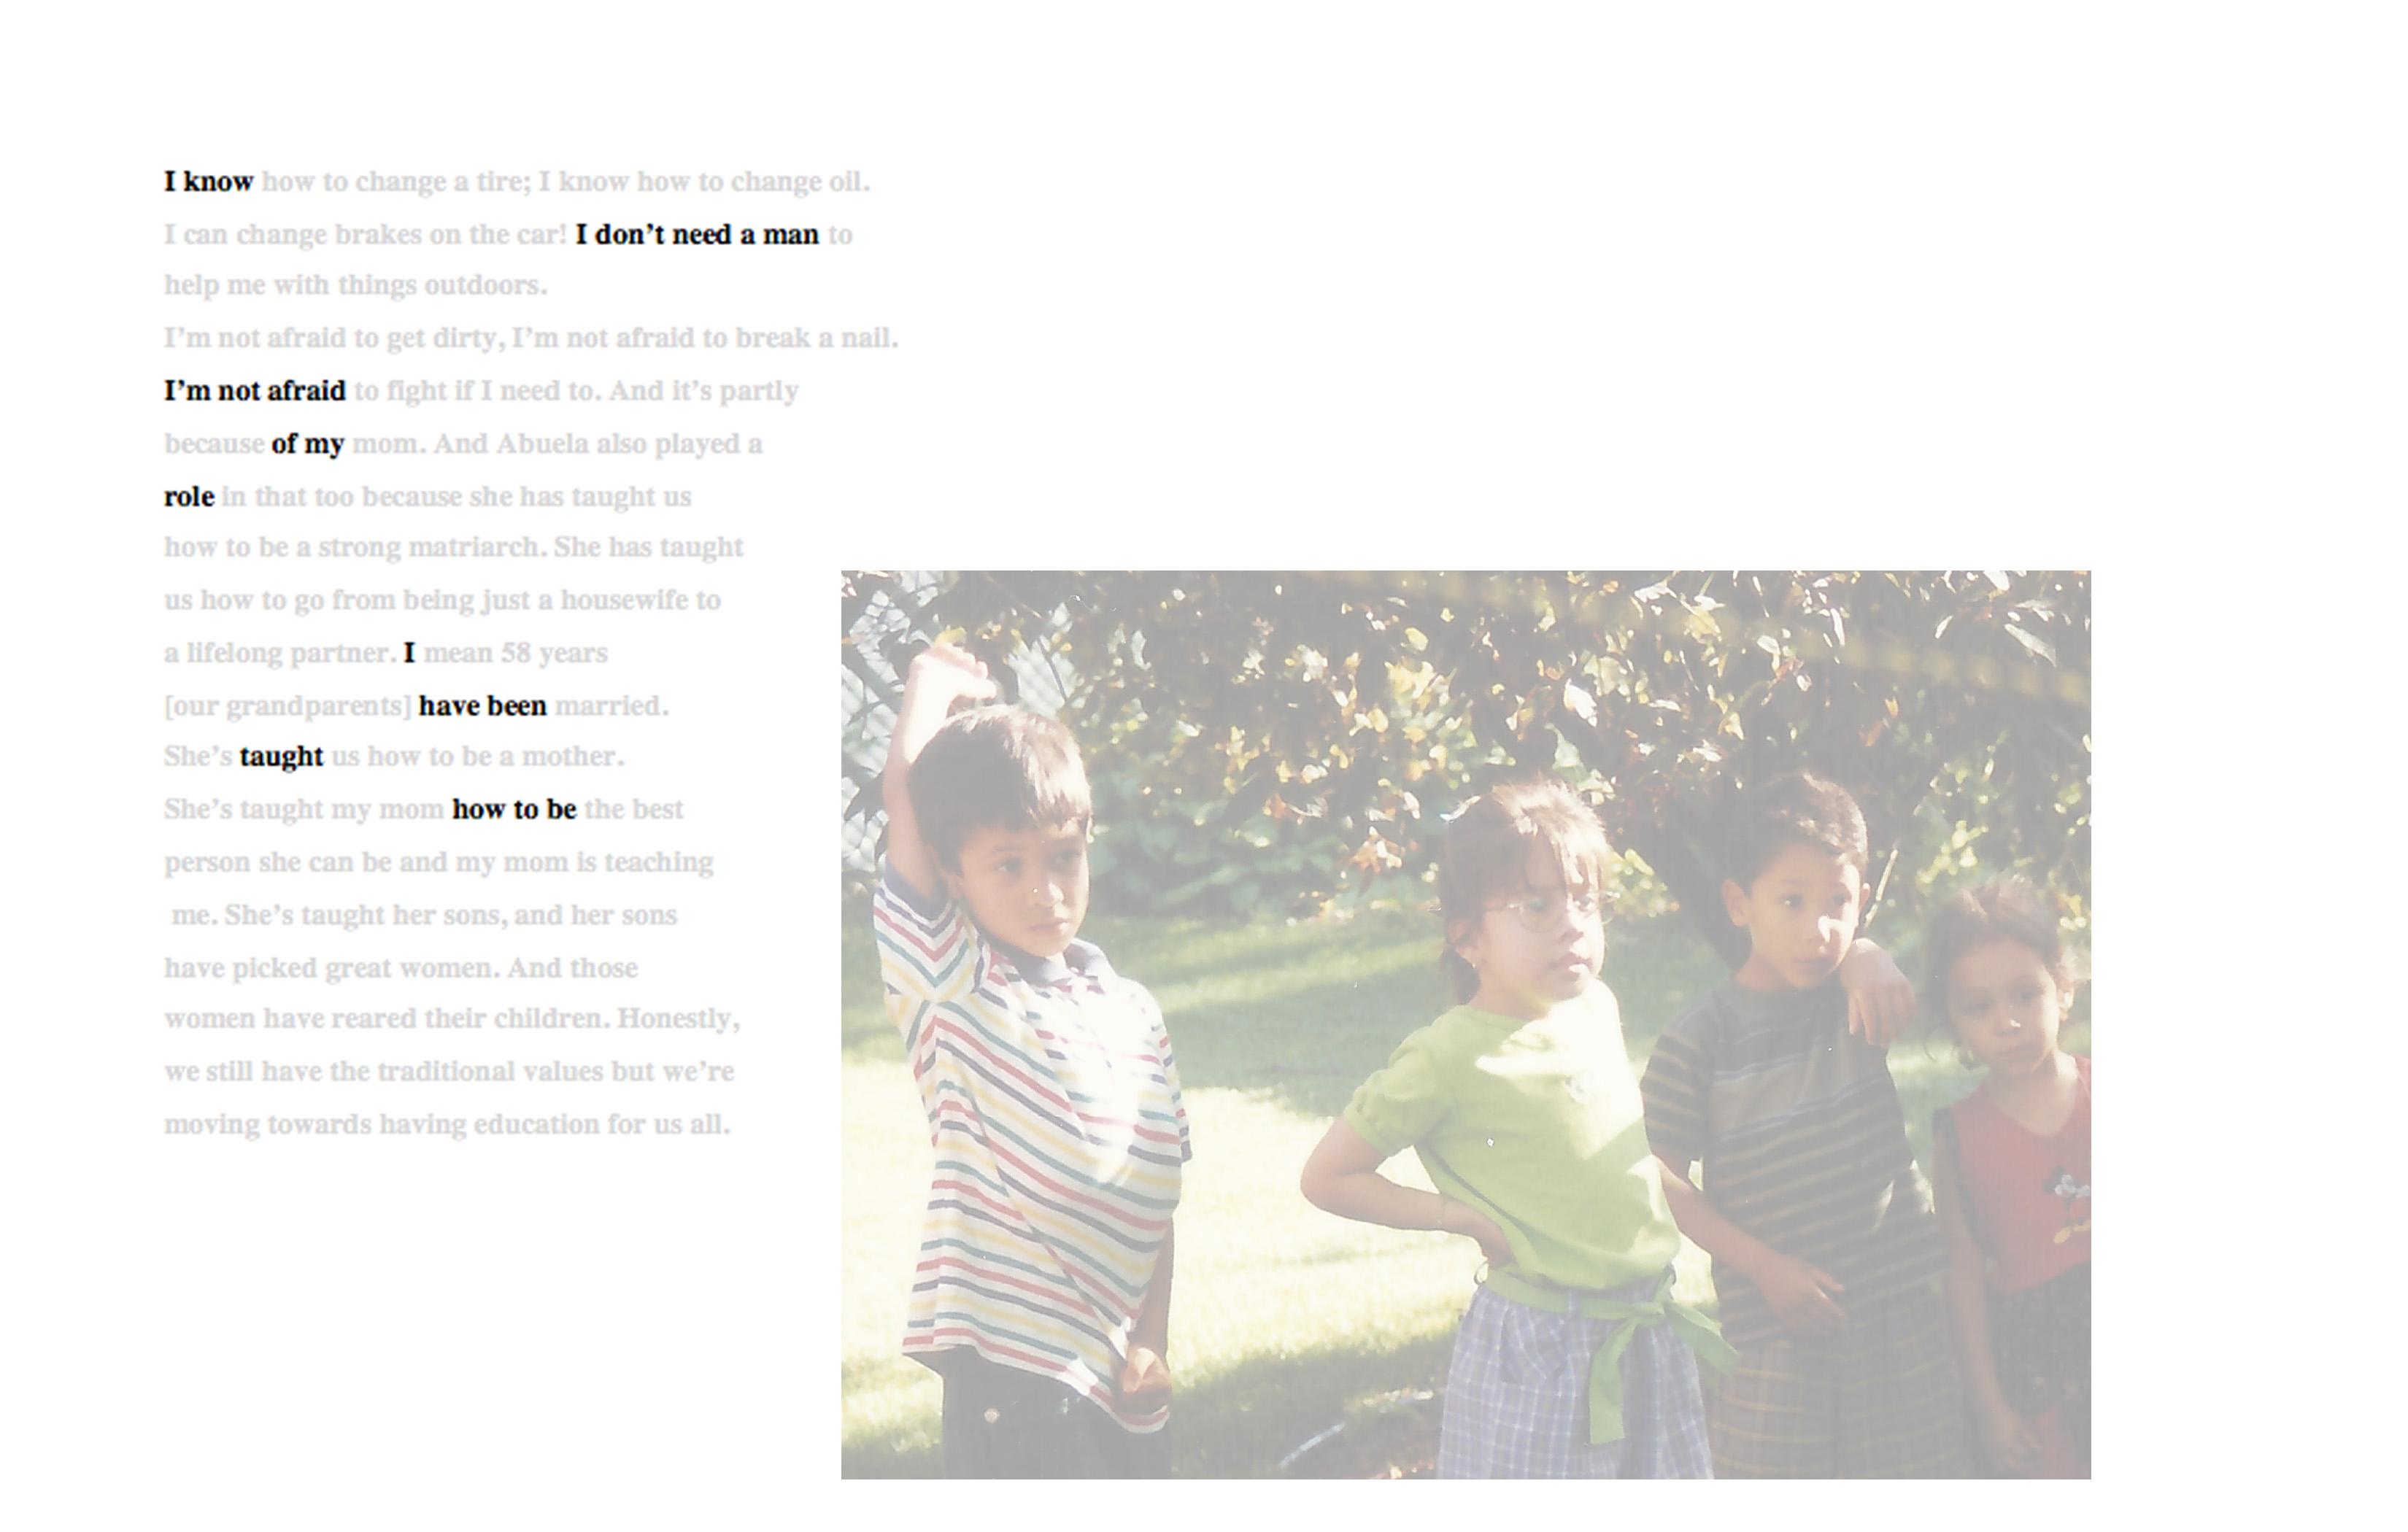 I know how to change a tire; I know how to change oil.
I can change brakes on the car! I don’t need a man to
help me with things outdoors.
I’m not afraid to get dirty, I’m not afraid to break a nail.
I’m not afraid to fight if I need to. And it’s partly
because of my mom. And Abuela also played a
role in that too because she has taught us
how to be a strong matriarch. She has taught
us how to go from being just a housewife to
a lifelong partner. I mean 58 years
[our grandparents] have been married.
She’s taught us how to be a mother.
She’s taught my mom how to be the best
person she can be and my mom is teaching
me. She’s taught her sons, and her sons
have picked great women. And those
women have reared their children. Honestly,
we still have the traditional values but we’re
moving towards having education for us all.